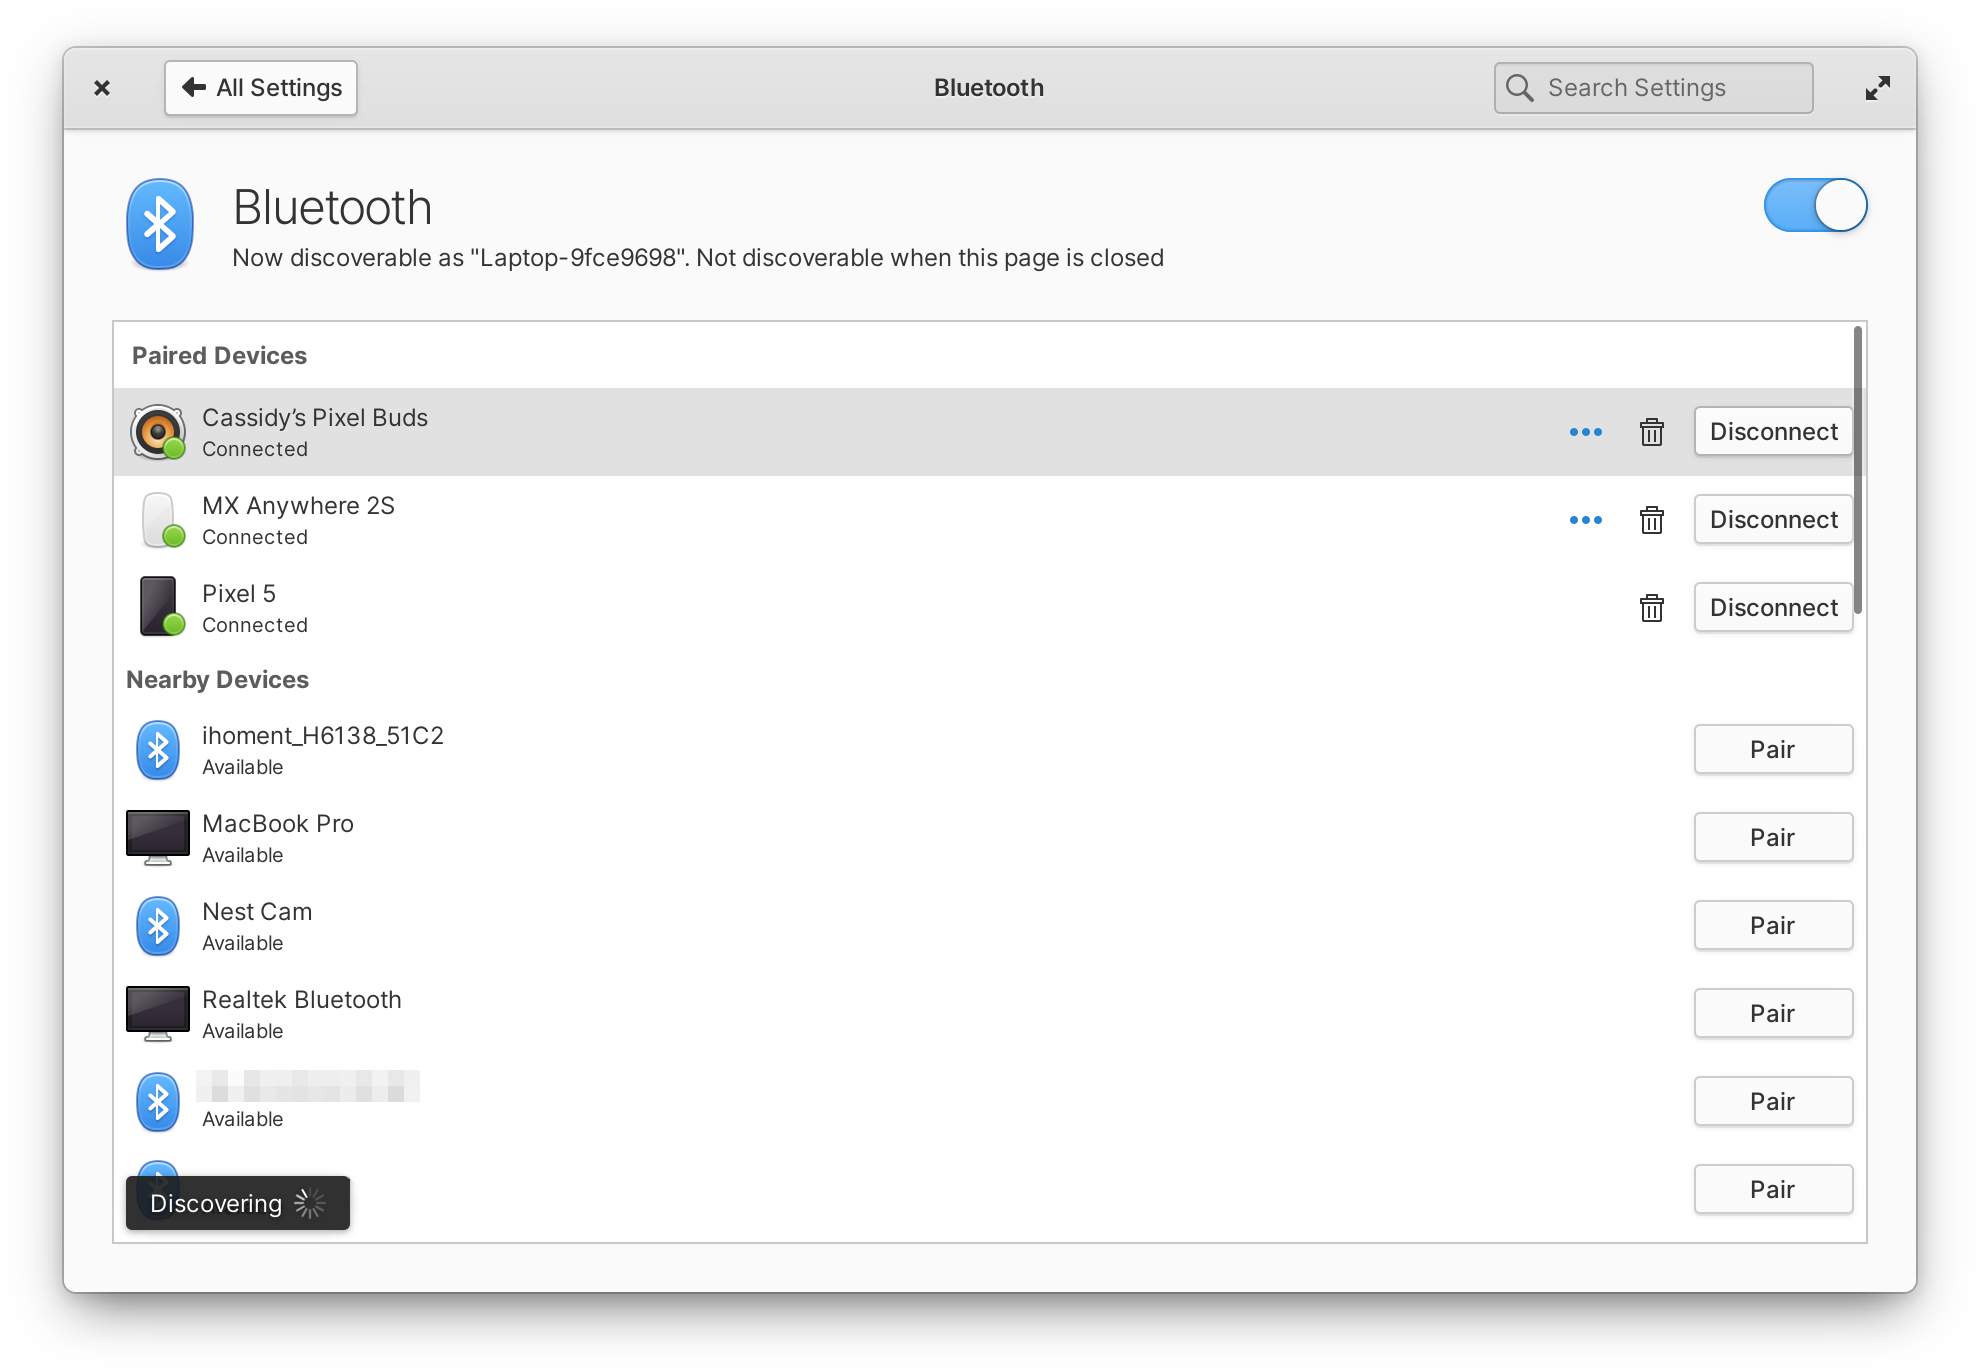 All Settings
Bluetooth
Search Settings
Bluetooth
Now discoverable as "Laptop-9fce9698". Not discoverable when this page is closed
Paired Devices
Cassidy’s Pixel Buds
Connected
Disconnect
MX Anywhere 2S
Connected
Disconnect
Pixel 5
Connected
Disconnect
Nearby Devices
ihoment_H6138_51C2
Available
Pair
MacBook Pro
Available
Pair
Nest Cam
Available
Pair
Realtek Bluetooth
Available
Pair
Available
Pair
Discovering
Pair